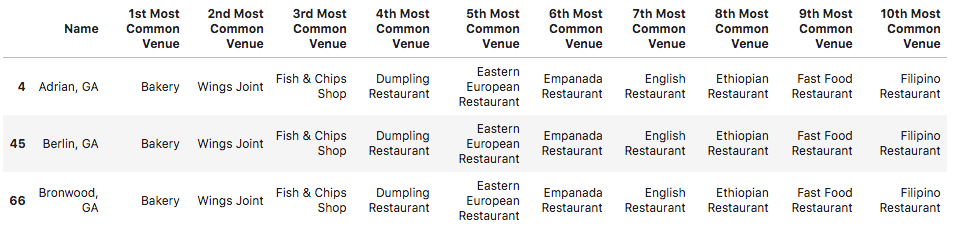 Name 1st Most Common Venue 2nd Most Common Venue 3rd Most Common Venue 4th Most Common Venue 5th Most Common Venue 6th Most Common Venue 7th Most Common Venue 8th Most Common Venue 9th Most Common Venue 10th Most Common Venue
4 Adrian, GA Bakery Wings Joint Fish & Chips Shop Dumpling Restaurant Eastern European Restaurant Empanada Restaurant English Restaurant Ethiopian Restaurant Fast Food Restaurant Filipino Restaurant
45 Berlin, GA Bakery Wings Joint Fish & Chips Shop Dumpling Restaurant Eastern European Restaurant Empanada Restaurant English Restaurant Ethiopian Restaurant Fast Food Restaurant Filipino Restaurant
66 Bronwood, GA Bakery Wings Joint Fish & Chips Shop Dumpling Restaurant Eastern European Restaurant Empanada Restaurant English Restaurant Ethiopian Restaurant Fast Food Restaurant Filipino Restaurant